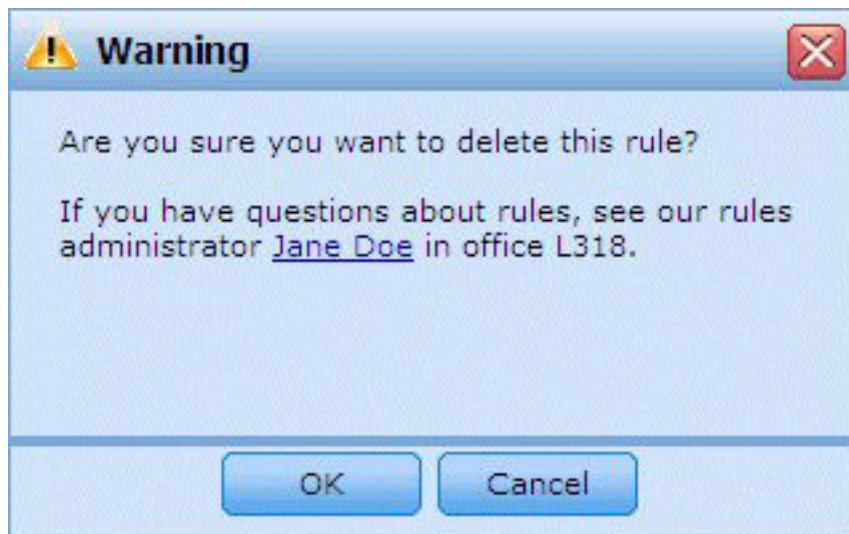 Warning
Are you sure you want to delete this rule?
If you have questions about rules, see our rules
administrator Jane Doe in office L318.
OK
Cancel